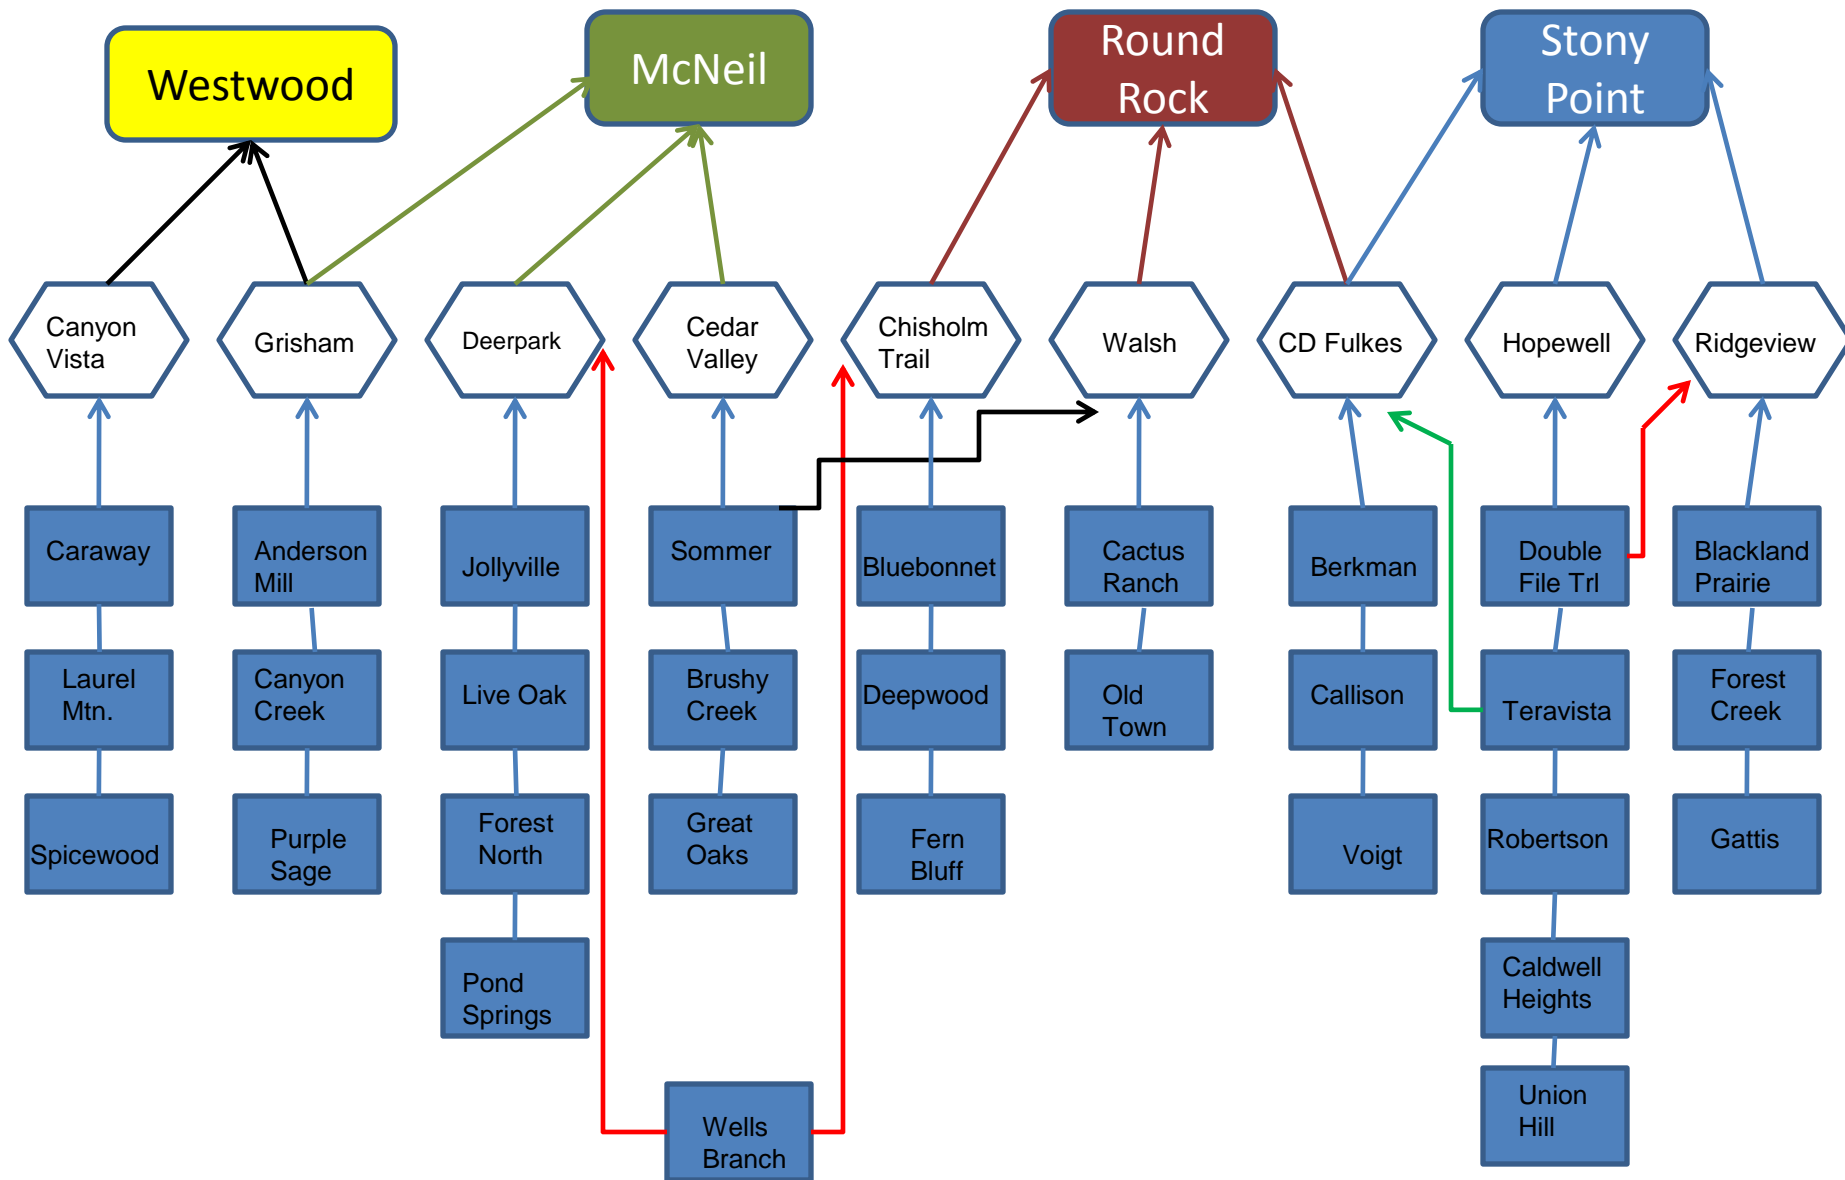 Westwood
McNeil
Round
Rock
Stony
Point
Canyon
Vista
Grisham
Deerpark
Cedar
Valley
Chisholm
Trail
Walsh
CD Fulkes
Hopewell
Ridgeview
Caraway
Anderson
Mill
Jollyville
Sommer
Bluebonnet
Cactus
Ranch
Berkman
Double
File Trl
Blackland
Prairie
Laurel
Mtn.
Canyon
Creek
Live Oak
Brushy
Creek
Deepwood
Old
Town
Callison
Teravista
Forest
Creek
Spicewood
Purple
Sage
Forest
North
Great
Oaks
Fern
Bluff
Voigt
Robertson
Gattis
Pond
Springs
Caldwell
Heights
Wells
Branch
Union
Hill